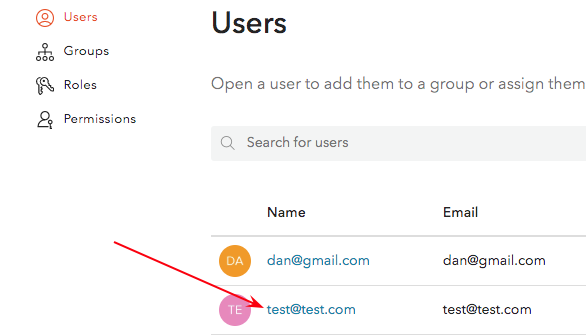 Users
Groups
Roles
Permissions
Users
Open a user to add them to a group or assign them
Search for users
Name Email
DA dan@gmail.com dan@gmail.com
TE test@test.com test@test.com